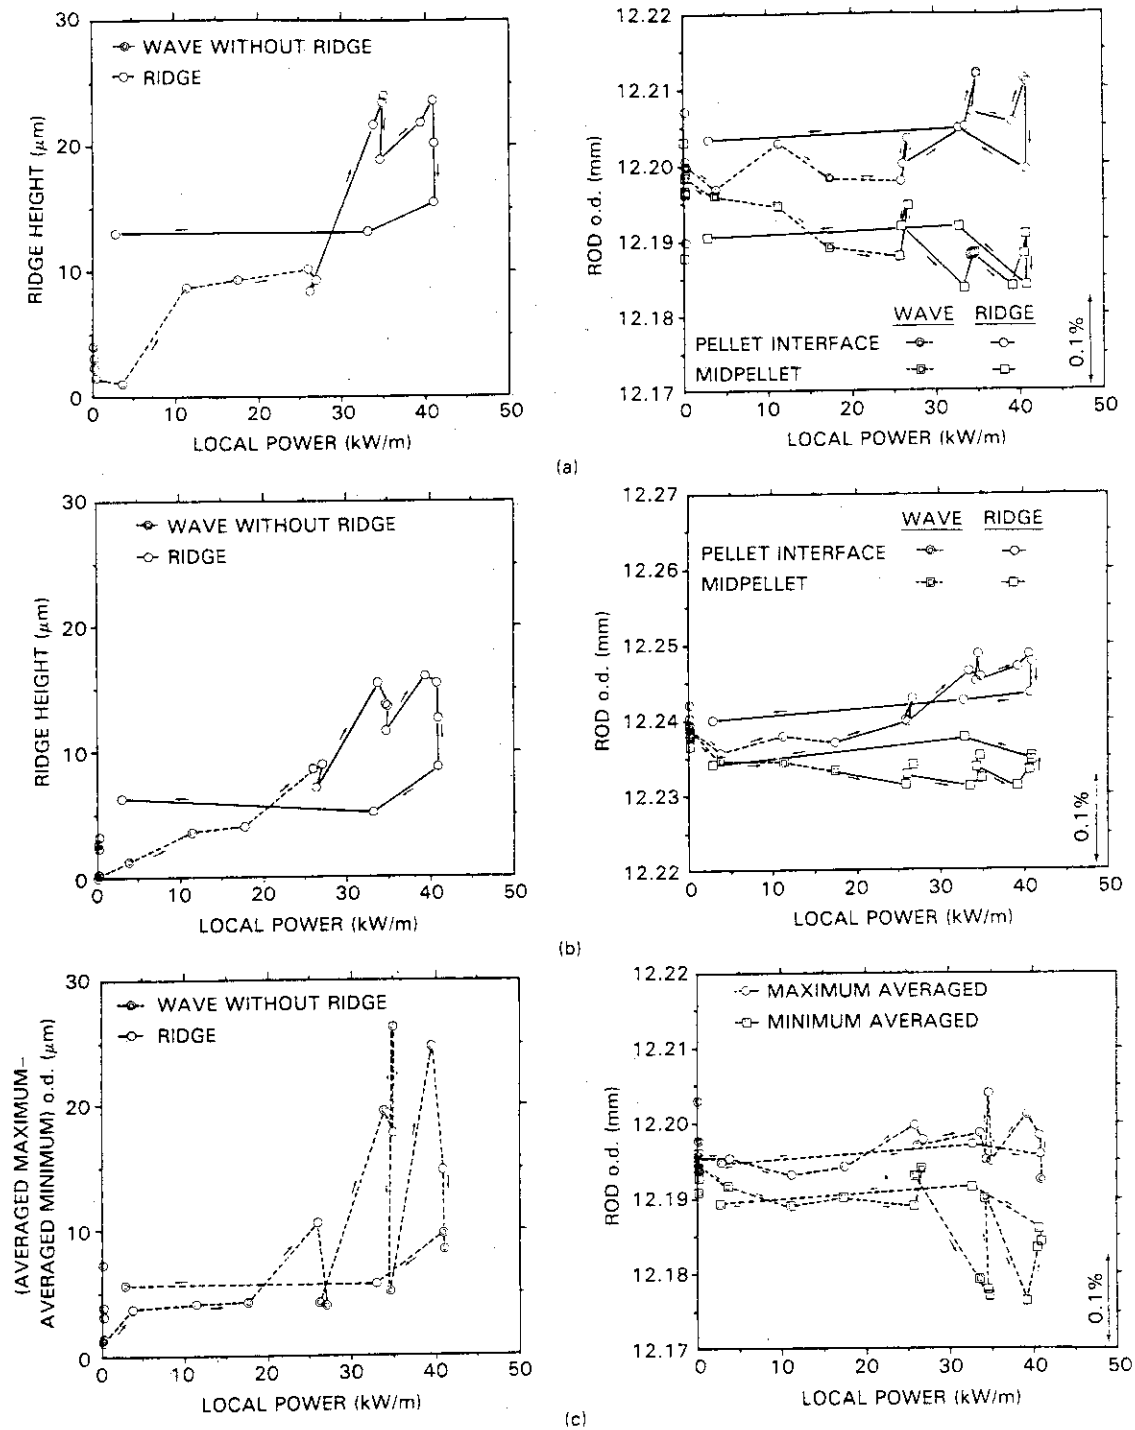 30
20
10
0
RIDGE HEIGHT (μm)
WAVE WITHOUT RIDGE
RIDGE
0 10 20 30 40 50
LOCAL POWER (kW/m)
12.22
12.21
12.20
12.19
12.18
12.17
ROD o.d. (mm)
WAVE RIDGE
PELLET INTERFACE
MIDPELLET
0.1%
0 10 20 30 40 50
LOCAL POWER (kW/m)
(a)
30
20
10
0
RIDGE HEIGHT (μm)
WAVE WITHOUT RIDGE
RIDGE
0 10 20 30 40 50
LOCAL POWER (kW/m)
12.27
12.26
12.25
12.24
12.23
12.22
ROD o.d. (mm)
WAVE RIDGE
PELLET INTERFACE
MIDPELLET
0.1%
0 10 20 30 40 50
LOCAL POWER (kW/m)
(b)
30
20
10
0
(AVERAGED MAXIMUM–
AVERAGED MINIMUM) o.d. (μm)
WAVE WITHOUT RIDGE
RIDGE
0 10 20 30 40 50
LOCAL POWER (kW/m)
12.22
12.21
12.20
12.19
12.18
12.17
ROD o.d. (mm)
MAXIMUM AVERAGED
MINIMUM AVERAGED
0.1%
0 10 20 30 40 50
LOCAL POWER (kW/m)
(c)